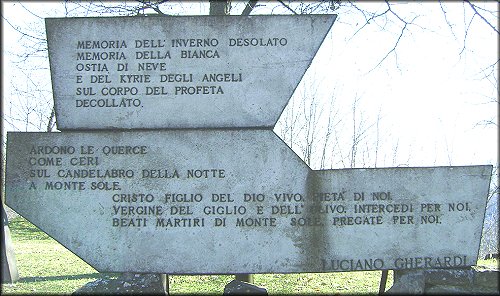 MEMORIA DELL'INVERNO DESOLATO
MEMORIA DELLA BIANCA
OSTIA DI NEVE
E DEL KYRIE DEGLI ANGELI
SUL CORPO DEL PROFETA
DECOLLATO.
ARDONO LE QUERCE
COME CERI
SUL CANDELABRO DELLA NOTTE
A MONTE SOLE.
CRISTO FIGLIO DEL DIO VIVO, PIETÀ DI NOI,
VERGINE DEL GIGLIO E DELL'ULIVO, INTERCEDI PER NOI,
BEATI MARTIRI DI MONTE SOLE, PREGATE PER NOI.
LUCIANO GHERARDI